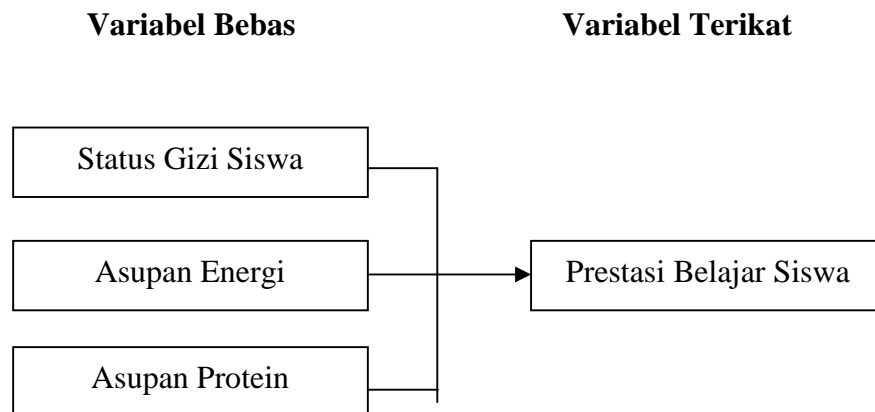 Variabel Bebas
Variabel Terikat
Status Gizi Siswa
Asupan Energi
Prestasi Belajar Siswa
Asupan Protein